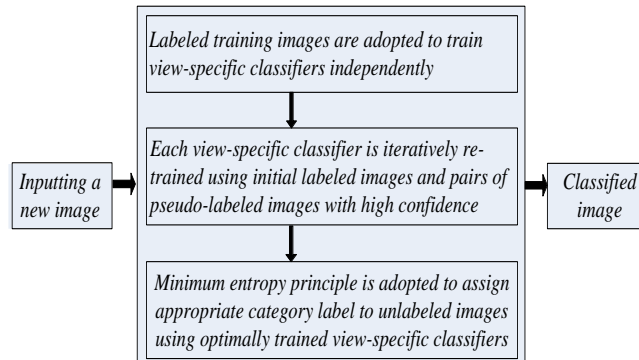 Labeled training images are adopted to train
view-specific classifiers independently
Each view-specific classifier is iteratively re-
trained using initial labeled images and pairs of
pseudo-labeled images with high confidence
Inputting a
new image
Classified
image
Minimum entropy principle is adopted to assign
appropriate category label to unlabeled images
using optimally trained view-specific classifiers